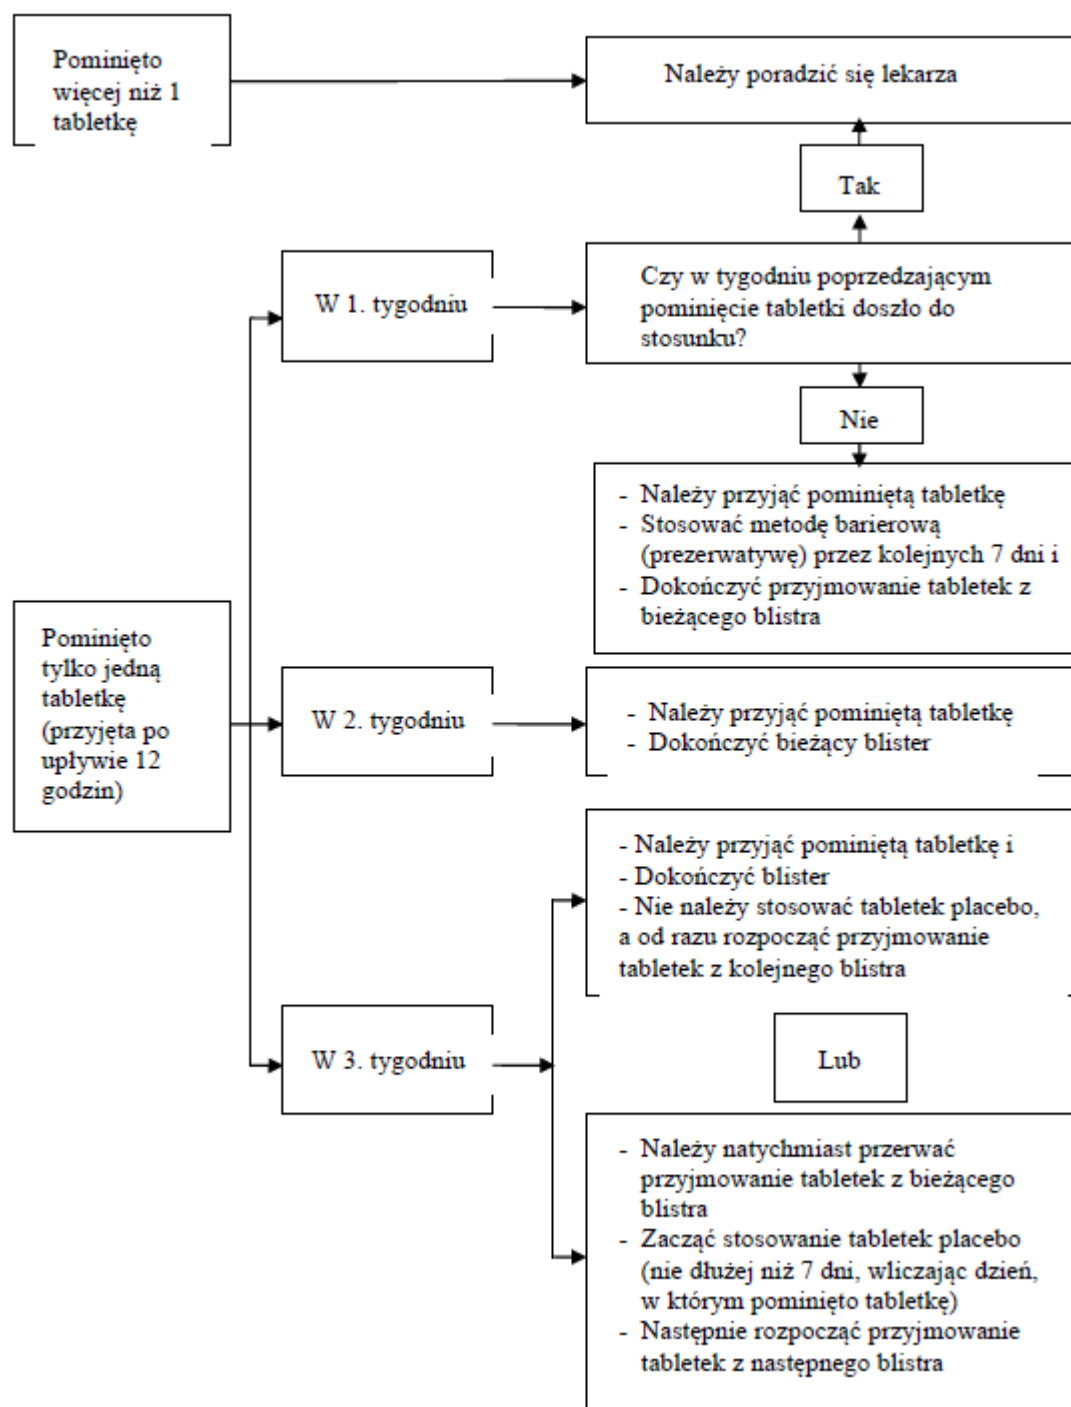 Pominięto
więcej niż 1
tabletkę
Należy poradzić się lekarza
Tak
W 1. tygodniu
Czy w tygodniu poprzedzającym
pominięcie tabletki doszło do
stosunku?
Nie
- Należy przyjąć pominiętą tabletkę
- Stosować metodę barierową
(prezerwatywę) przez kolejnych 7 dni i
- Dokończyć przyjmowanie tabletek z
bieżącego blistra
Pominięto
tylko jedną
tabletkę
(przyjęta po
upływie 12
godzin)
W 2. tygodniu
- Należy przyjąć pominiętą tabletkę
- Dokończyć bieżący blister
- Należy przyjąć pominiętą tabletkę i
- Dokończyć blister
- Nie należy stosować tabletek placebo,
a od razu rozpocząć przyjmowanie
tabletek z kolejnego blistra
W 3. tygodniu
Lub
- Należy natychmiast przerwać
przyjmowanie tabletek z bieżącego
blistra
- Zacząć stosowanie tabletek placebo
(nie dłużej niż 7 dni, wliczając dzień,
w którym pominięto tabletkę)
- Następnie rozpocząć przyjmowanie
tabletek z następnego blistra